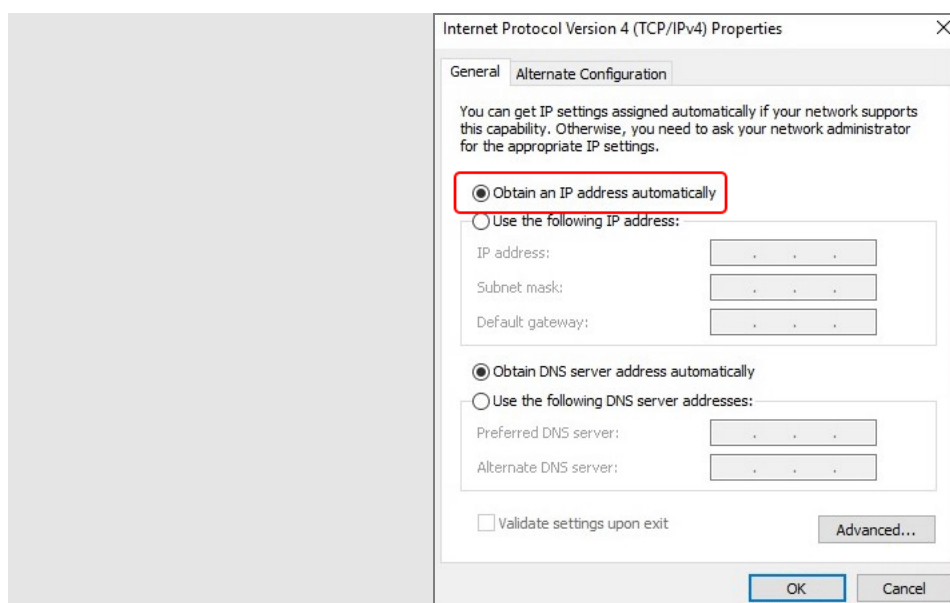 Internet Protocol Version 4 (TCP/IPv4) Properties
General Alternate Configuration
You can get IP settings assigned automatically if your network supports
this capability. Otherwise, you need to ask your network administrator
for the appropriate IP settings.
Obtain an IP address automatically
Use the following IP address:
IP address:
Subnet mask:
Default gateway:
Obtain DNS server address automatically
Use the following DNS server addresses:
Preferred DNS server:
Alternate DNS server:
Validate settings upon exit
Advanced...
OK Cancel